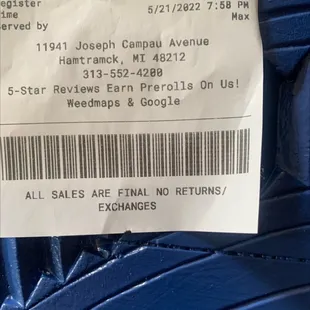 egister
ime 5/21/2022 7:58 PM
erved by Max
11941 Joseph Campau Avenue
Hamtramck, MI 48212
313-552-4200
5-Star Reviews Earn Prerolls On Us!
Weedmaps & Google
ALL SALES ARE FINAL NO RETURNS/
EXCHANGES